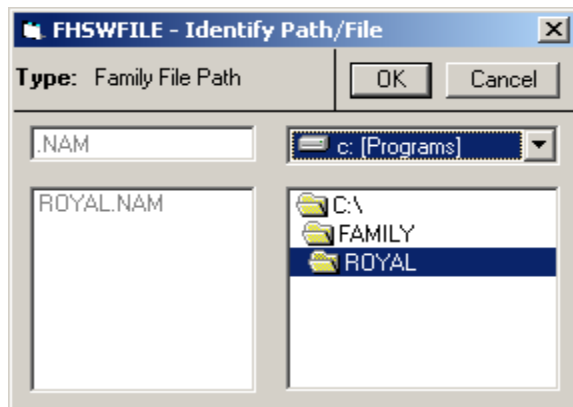 FHSWFILE - Identify Path/File
Type: Family File Path
OK
Cancel
.NAM
c: [Programs]
ROYAL.NAM
C:\
FAMILY
ROYAL